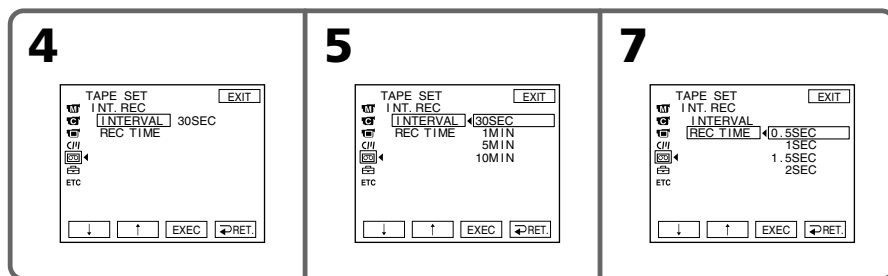 4
TAPE SET EXIT
INT. REC
INTERVAL 30SEC
REC TIME
ETC
↓ ↑ EXEC RET.
5
TAPE SET EXIT
INT. REC
INTERVAL 30SEC
REC TIME 1MIN
5MIN
10MIN
ETC
↓ ↑ EXEC RET.
7
TAPE SET EXIT
INT. REC
INTERVAL
REC TIME 0.5SEC
1SEC
1.5SEC
2SEC
ETC
↓ ↑ EXEC RET.